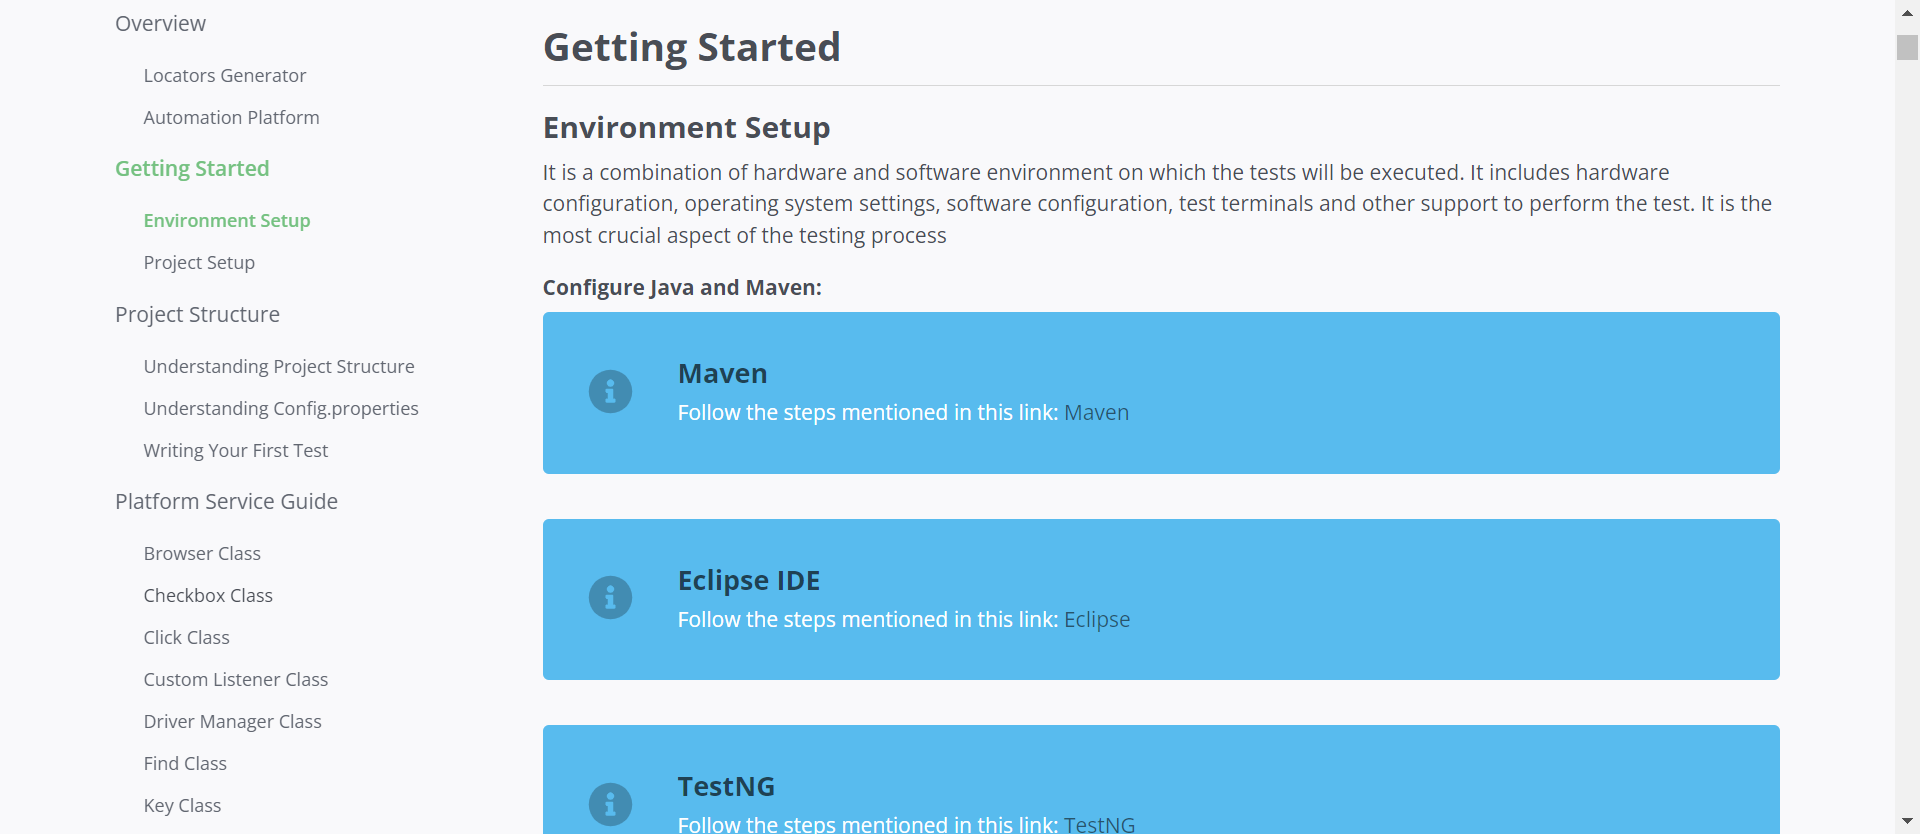 Overview
Locators Generator
Automation Platform
Getting Started
Environment Setup
Project Setup
Project Structure
Understanding Project Structure
Understanding Config.properties
Writing Your First Test
Platform Service Guide
Browser Class
Checkbox Class
Click Class
Custom Listener Class
Driver Manager Class
Find Class
Key Class
Getting Started
Environment Setup
It is a combination of hardware and software environment on which the tests will be executed. It includes hardware
configuration, operating system settings, software configuration, test terminals and other support to perform the test. It is the
most crucial aspect of the testing process
Configure Java and Maven:
Maven
Follow the steps mentioned in this link: Maven
Eclipse IDE
Follow the steps mentioned in this link: Eclipse
TestNG
Follow the steps mentioned in this link: TestNG